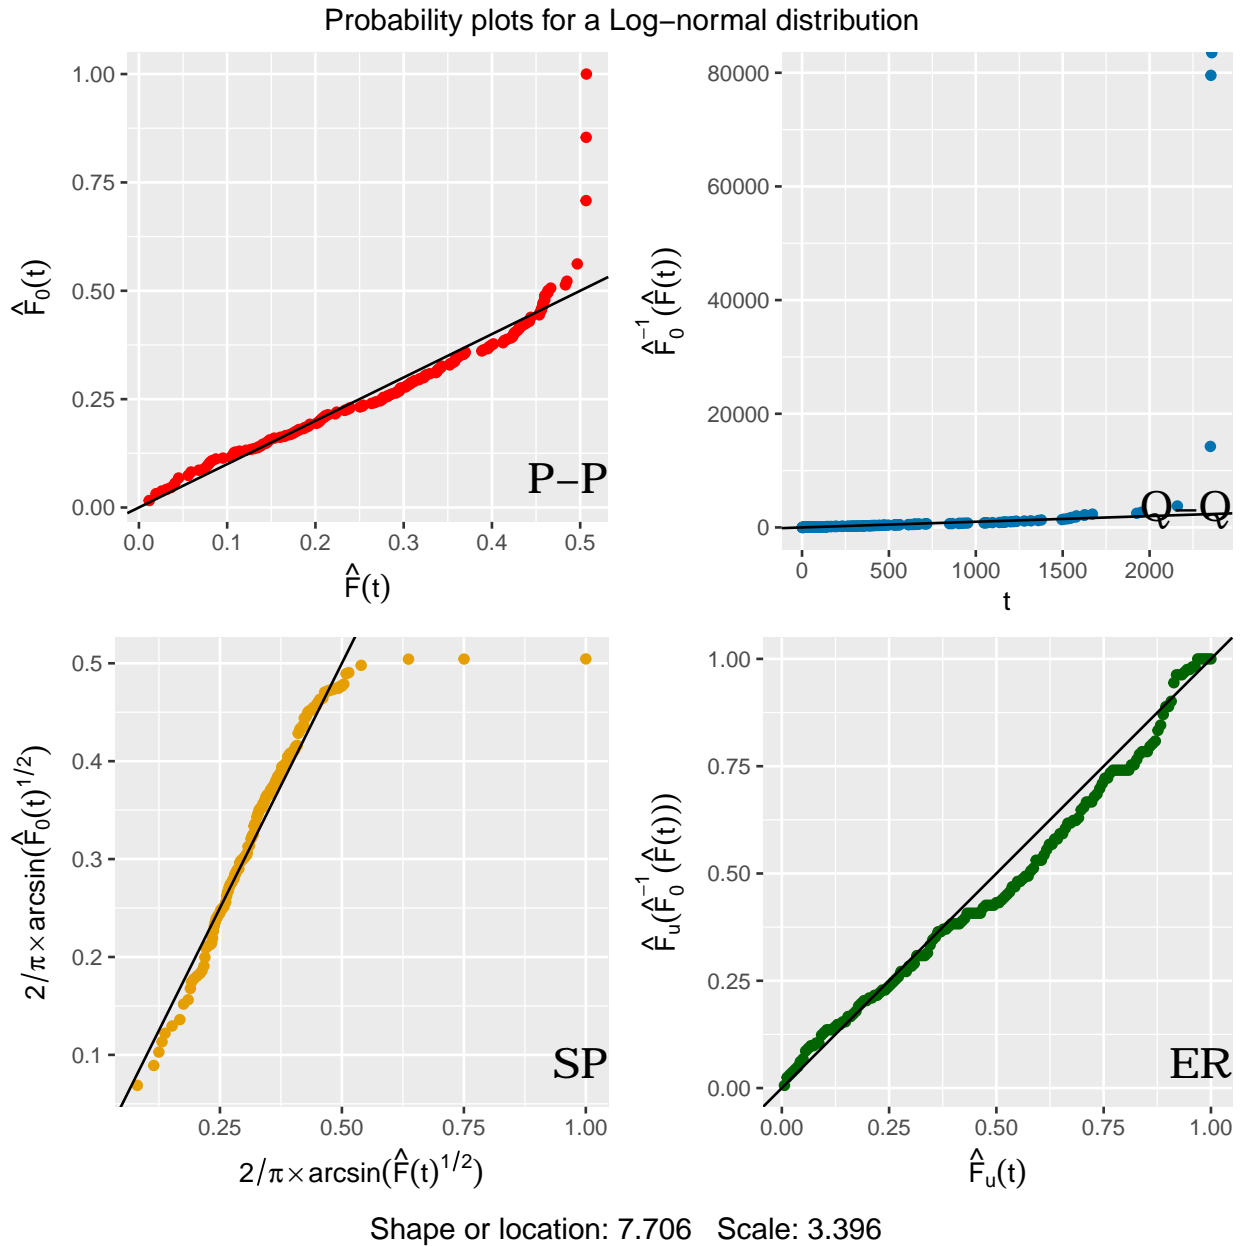 Probability plots for a Log−normal distribution
1.00
0.75
0.50
0.25
0.00
F̂₀(t)
0.0 0.1 0.2 0.3 0.4 0.5
F̂(t)
P−P
80000
60000
40000
20000
0
F̂₀⁻¹(F̂(t))
0 500 1000 1500 2000
t
Q−Q
0.5
0.4
0.3
0.2
0.1
2/π×arcsin(F̂₀(t)¹ᐟ²)
0.25 0.50 0.75 1.00
2/π×arcsin(F̂(t)¹ᐟ²)
SP
1.00
0.75
0.50
0.25
0.00
F̂ᵤ(F̂₀⁻¹(F̂(t)))
0.00 0.25 0.50 0.75 1.00
F̂ᵤ(t)
ER
Shape or location: 7.706 Scale: 3.396